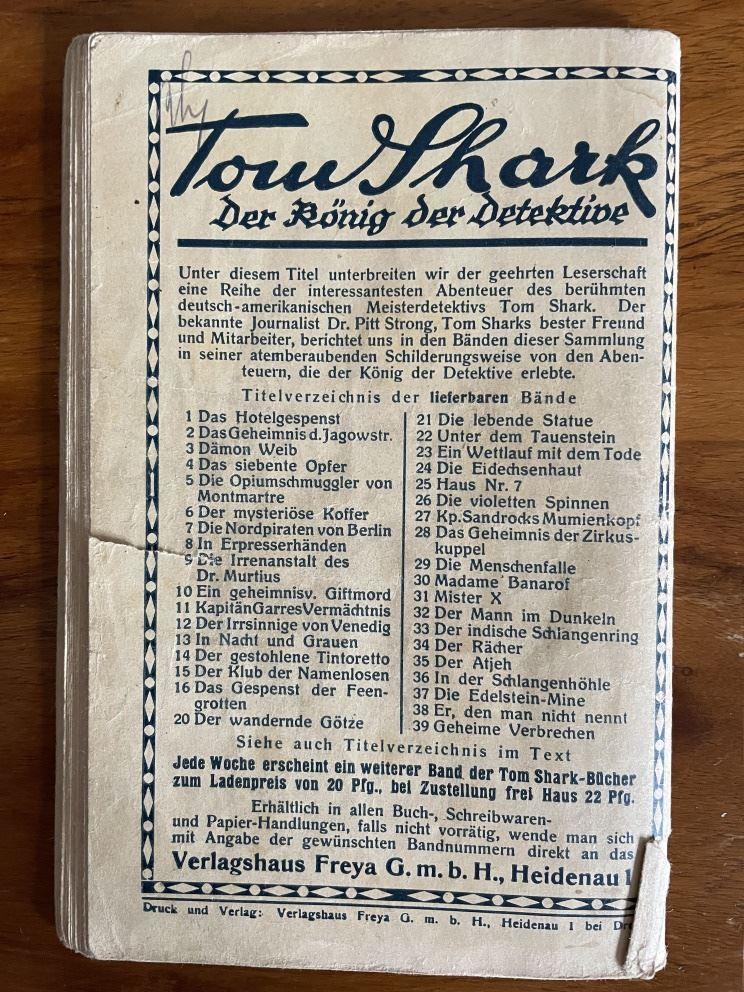 Tom Shark
Der König der Detektive
Unter diesem Titel unterbreiten wir der geehrten Leserschaft
eine Reihe der interessantesten Abenteuer des berühmten
deutsch-amerikanischen Meisterdetektivs Tom Shark. Der
bekannte Journalist Dr. Pitt Strong, Tom Sharks bester Freund
und Mitarbeiter, berichtet uns in den Bänden dieser Sammlung
in seiner atemberaubenden Schilderungsweise von den Aben-
teuern, die der König der Detektive erlebte.
Titelverzeichnis der lieferbaren Bände
1 Das Hotelgespenst
2 Das Geheimnis d. Jagowstr.
3 Dämon Weib
4 Das siebente Opfer
5 Die Opiumschmuggler von
Montmartre
6 Der mysteriöse Koffer
7 Die Nordpiraten von Berlin
8 In Erpresserhänden
9 Die Irrenanstalt des
Dr. Murtius
10 Ein geheimnisv. Giftmord
11 Kapitän Garres Vermächtnis
12 Der Irrsinnige von Venedig
13 In Nacht und Grauen
14 Der gestohlene Tintoretto
15 Der Klub der Namenlosen
16 Das Gespenst der Feen-
grotten
20 Der wandernde Götze
21 Die lebende Statue
22 Unter dem Tauenstein
23 Ein Wettlauf mit dem Tode
24 Die Eidechsenhaut
25 Haus Nr. 7
26 Die violetten Spinnen
27 Kp. Sandrocks Mumienkopf
28 Das Geheimnis der Zirkus-
kuppel
29 Die Menschenfalle
30 Madame Banarof
31 Mister X
32 Der Mann im Dunkeln
33 Der indische Schlangenring
34 Der Rächer
35 Der Atjeh
36 In der Schlangenhöhle
37 Die Edelstein-Mine
38 Er, den man nicht nennt
39 Geheime Verbrechen
Siehe auch Titelverzeichnis im Text
Jede Woche erscheint ein weiterer Band der Tom Shark-Bücher
zum Ladenpreis von 20 Pfg., bei Zustellung frei Haus 22 Pfg.
Erhältlich in allen Buch-, Schreibwaren-
und Papier-Handlungen, falls nicht vorrätig, wende man sich
mit Angabe der gewünschten Bandnummern direkt an das
Verlagshaus Freya G. m. b. H., Heidenau 1
Druck und Verlag: Verlagshaus Freya G. m. b. H., Heidenau 1 bei